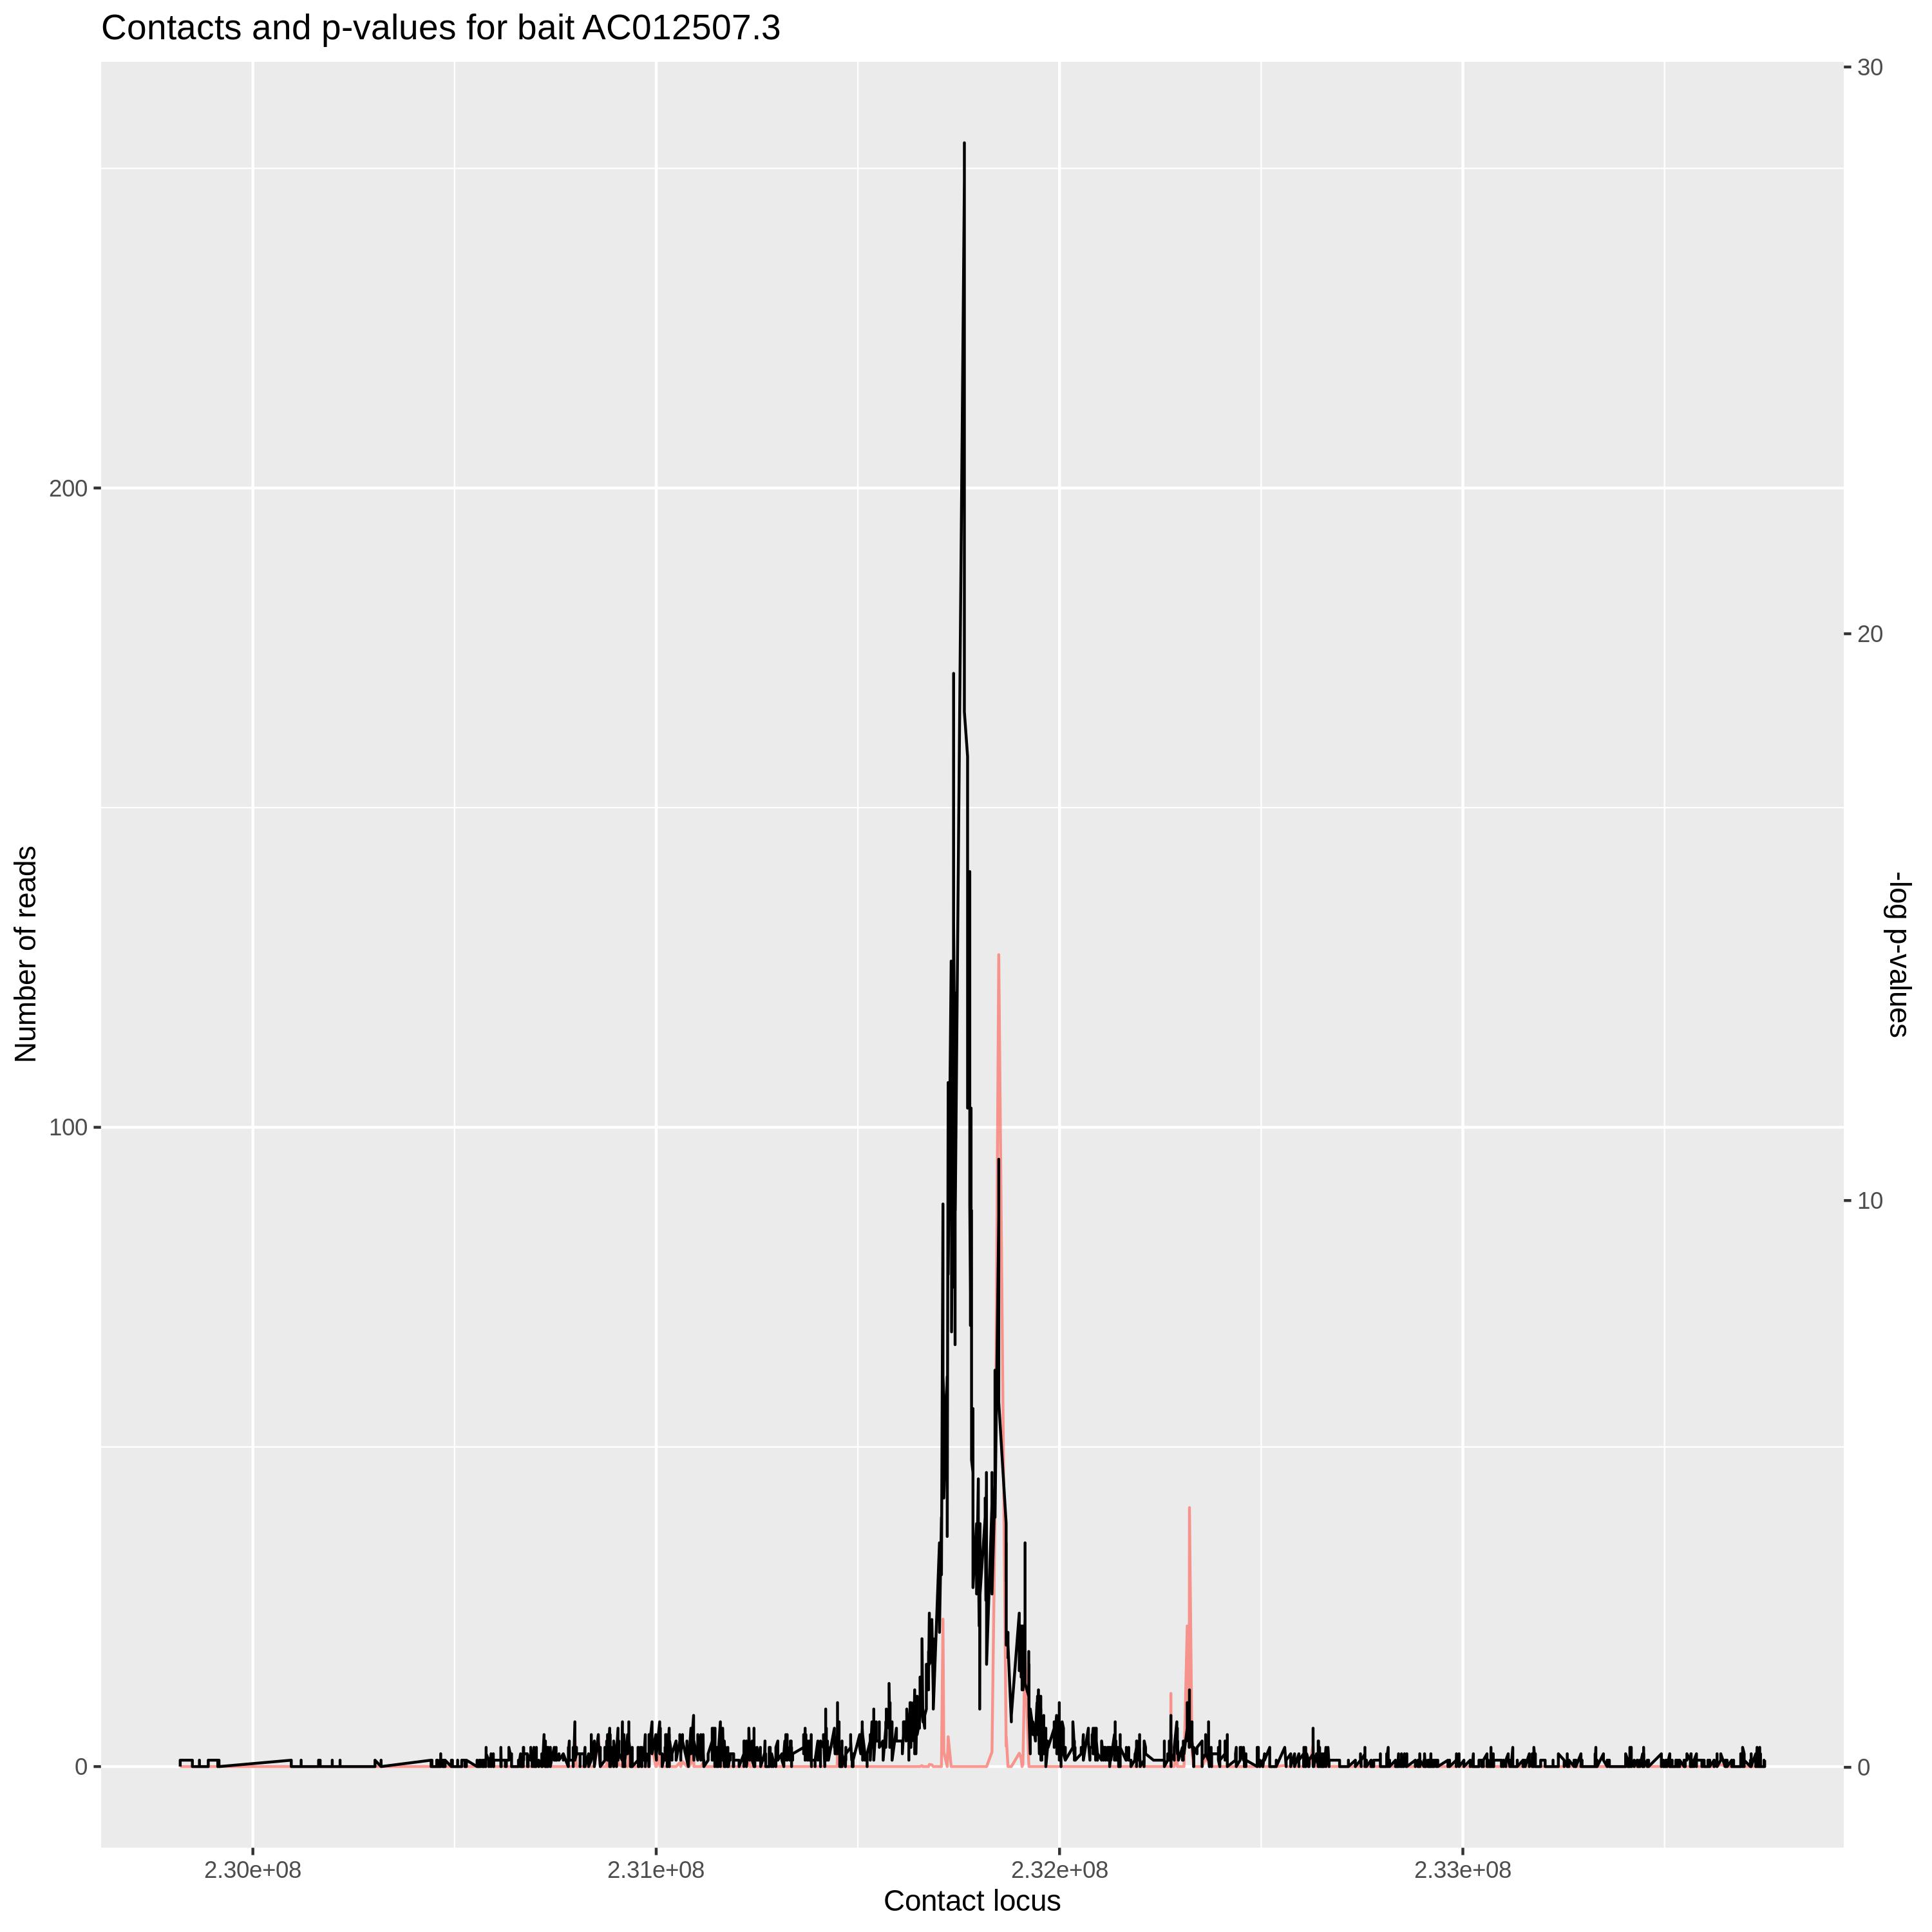 Contacts and p-values for bait AC012507.3
Number of reads
200
100
0
30
20
10
0
-log p-values
2.30e+08
2.31e+08
2.32e+08
2.33e+08
Contact locus